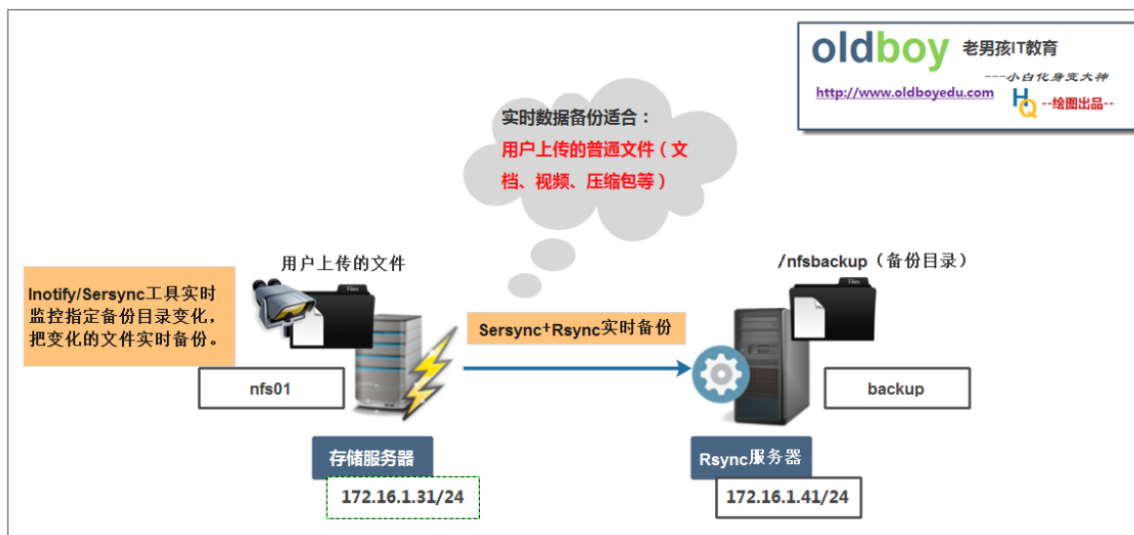 oldboy 老男孩IT教育
---小白化身变大神
http://www.oldboyedu.com
HQ --绘图出品--
实时数据备份适合：
用户上传的普通文件（文
档、视频、压缩包等）
用户上传的文件
/nfsbackup（备份目录）
Files
Files
Inotify/Sersync工具实时
监控指定备份目录变化，
把变化的文件实时备份。
Sersync+Rsync实时备份
nfs01
backup
存储服务器
Rsync服务器
172.16.1.31/24
172.16.1.41/24